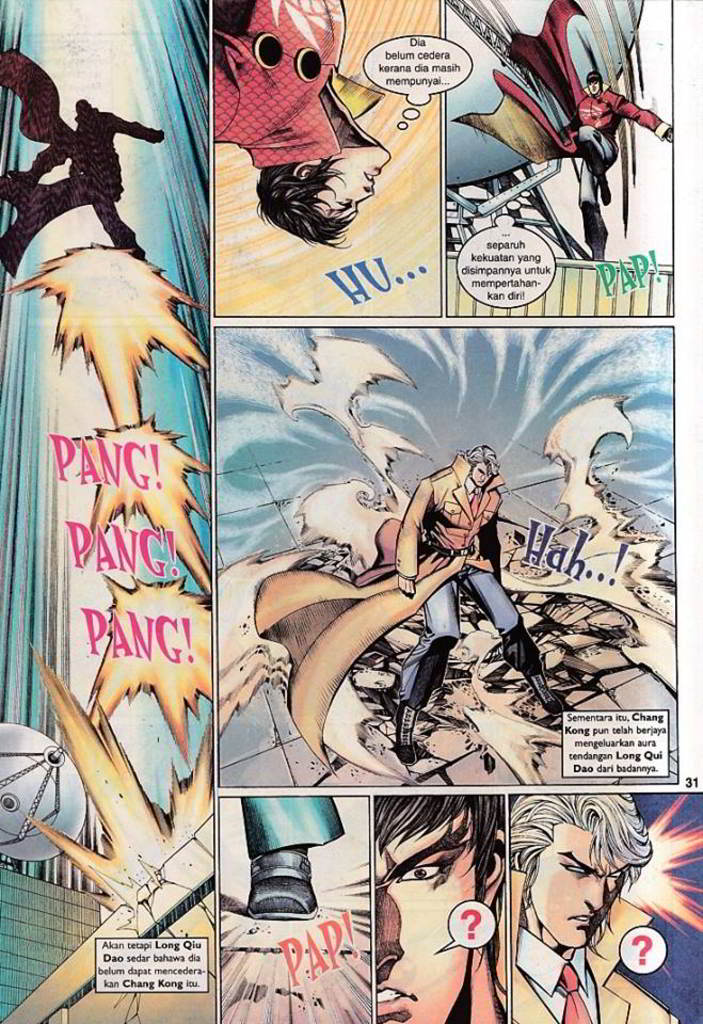 PANG!
PANG!
PANG!
Akan tetapi Long Qiu
Dao sedar bahawa dia
belum dapat mencedera-
kan Chang Kong itu.
Dia
belum cedera
kerana dia masih
mempunyai...
HU...
...
separuh
kekuatan yang
disimpannya untuk
mempertahan-
kan diri!
PAP!
Hah...!
Sementara itu, Chang
Kong pun telah berjaya
mengeluarkan aura
tendangan Long Qui
Dao dari badannya.
31
PAP!
?
?